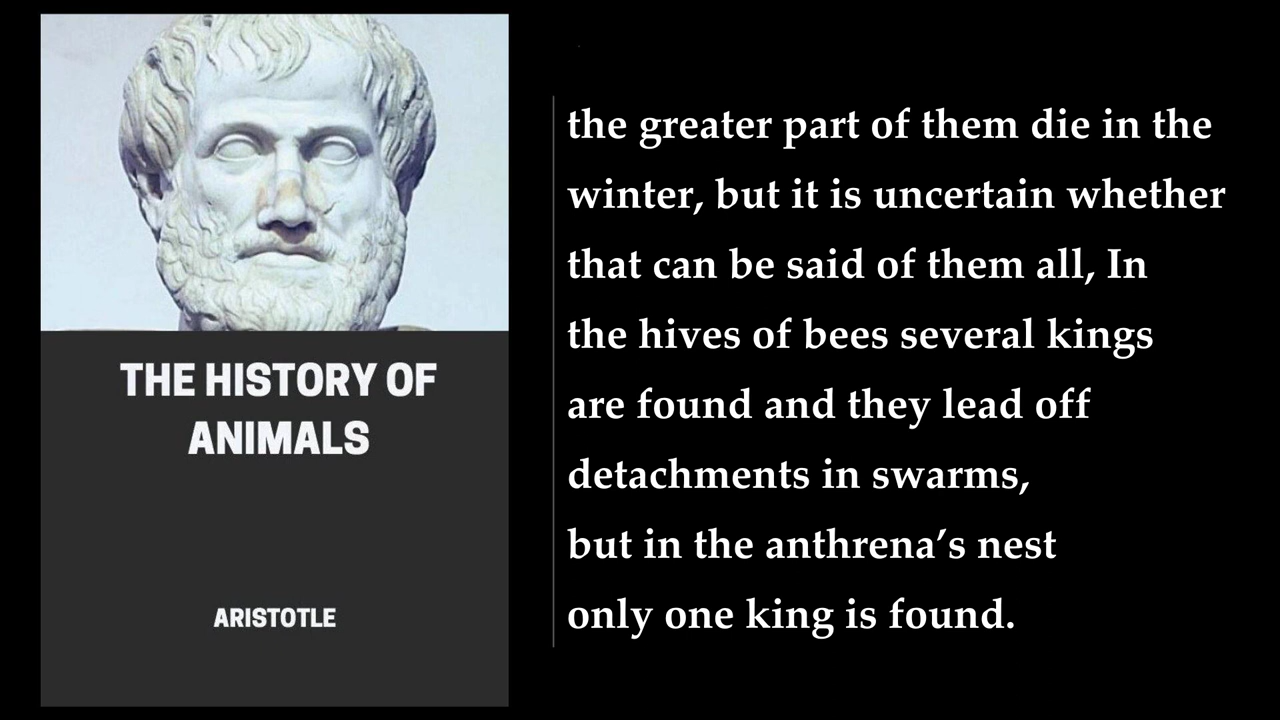 THE HISTORY OF
ANIMALS
ARISTOTLE
the greater part of them die in the
winter, but it is uncertain whether
that can be said of them all, In
the hives of bees several kings
are found and they lead off
detachments in swarms,
but in the anthrena’s nest
only one king is found.